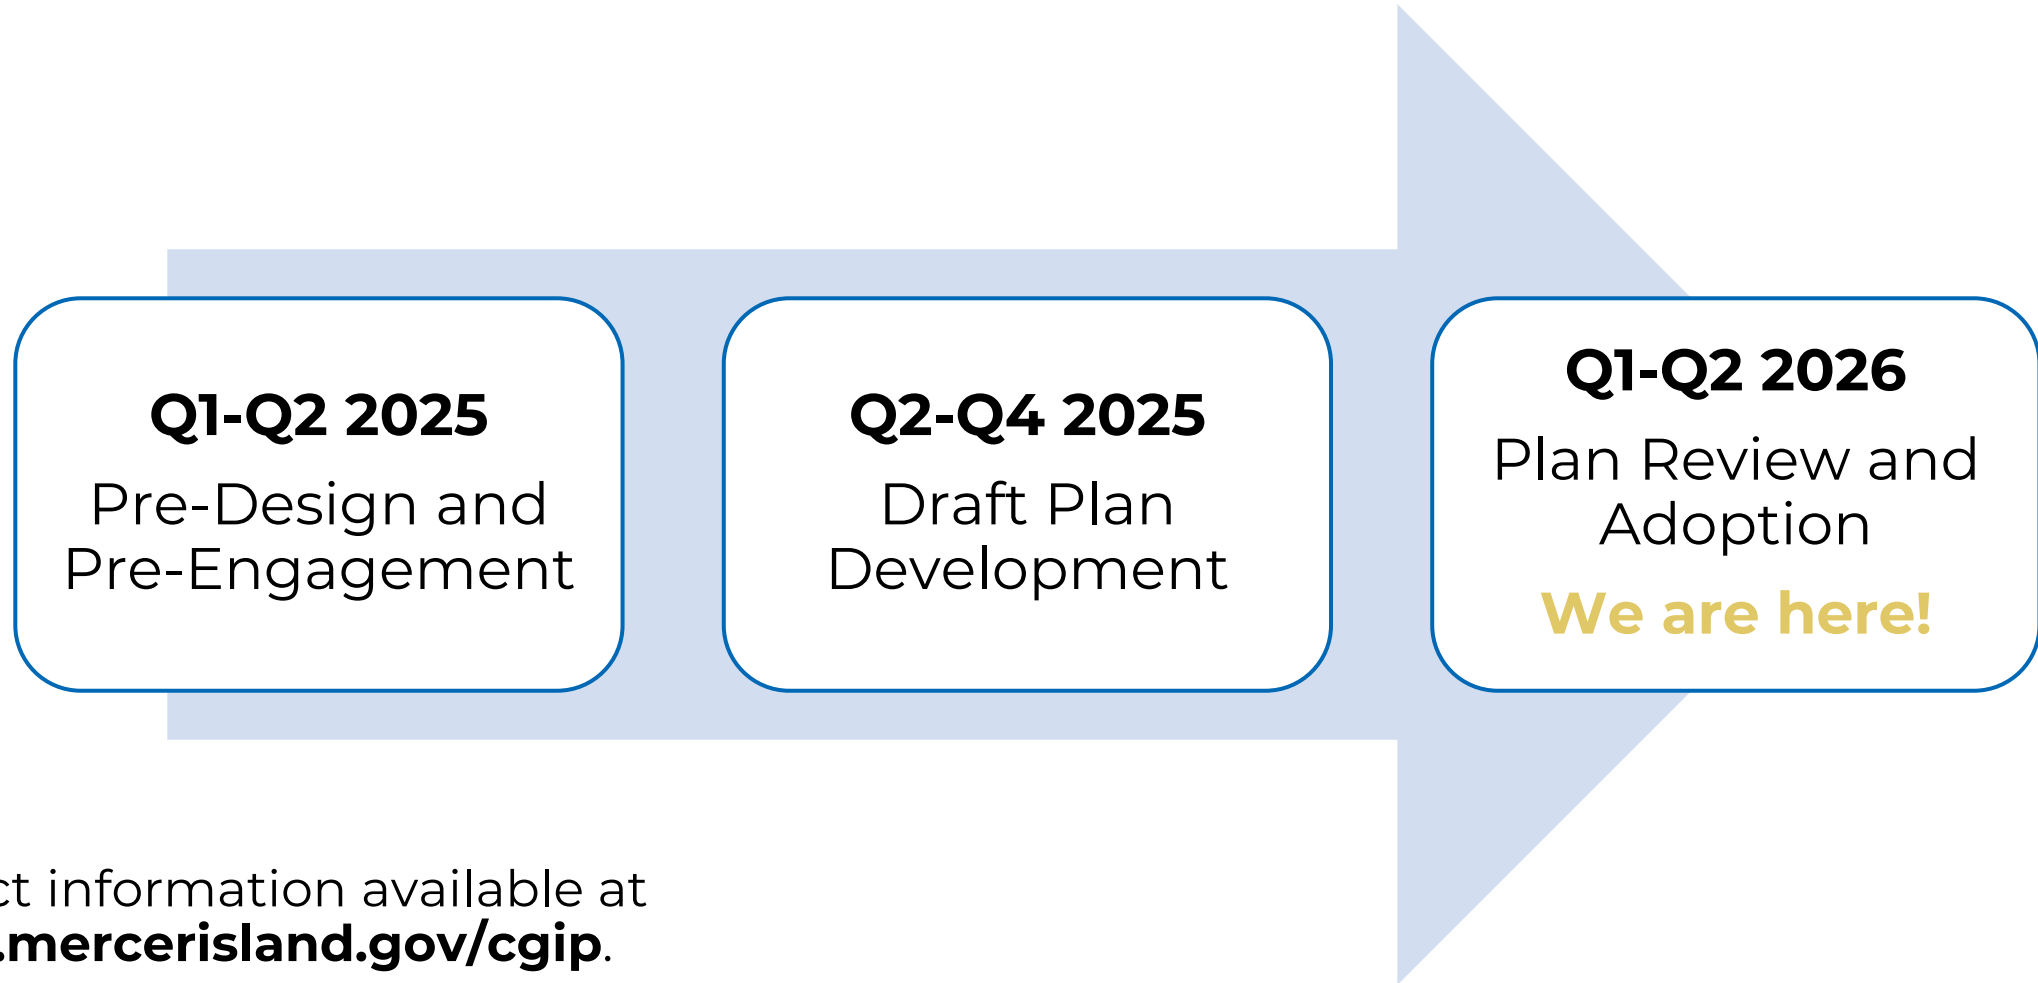 Q1-Q2 2025
Pre-Design and
Pre-Engagement
Q2-Q4 2025
Draft Plan
Development
Q1-Q2 2026
Plan Review and
Adoption
We are here!
ct information available at
.mercerisland.gov/cgip.